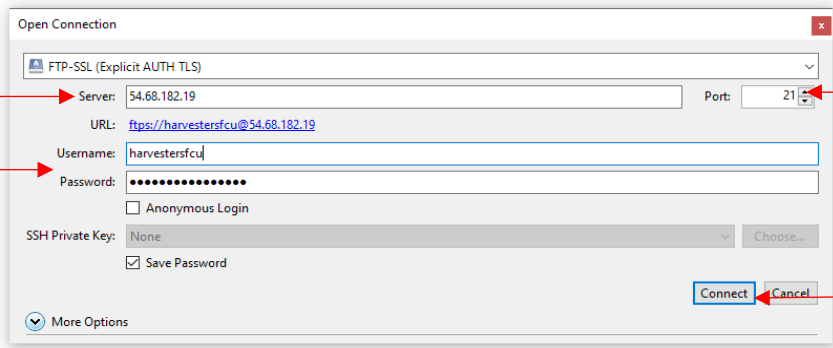 Open Connection
x
FTP-SSL (Explicit AUTH TLS)
Server: 54.68.182.19 Port: 21
URL: ftps://harvestersfcu@54.68.182.19
Username: harvestersfcu
Password: ••••••••••••••••
Anonymous Login
SSH Private Key: None Choose...
Save Password
Connect Cancel
More Options